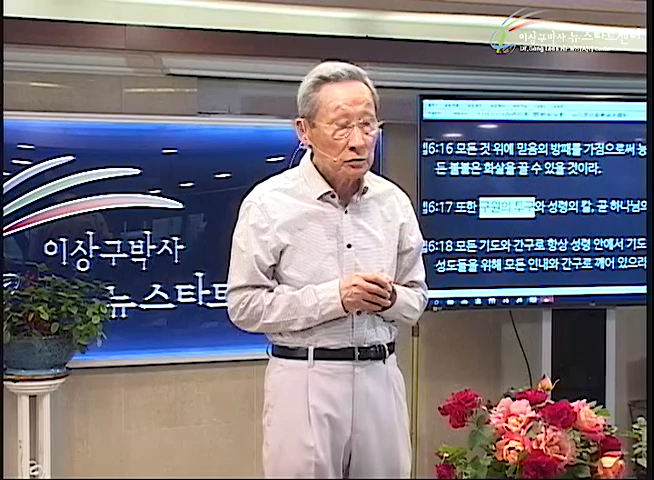 이상구박사 뉴스타트센터
6:16 모든 것 위에 믿음의 방패를 가짐으로써 능
든 불붙은 화살을 끌 수 있을 것이라.
6:17 또한 구원의 투구와 성령의 칼, 곧 하나님의
6:18 모든 기도와 간구로 항상 성령 안에서 기도
성도들을 위해 모든 인내와 간구로 깨어 있으라
이상구박사
뉴스타트